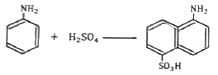 NH₂
+ H₂SO₄
NH₂
SO₃H